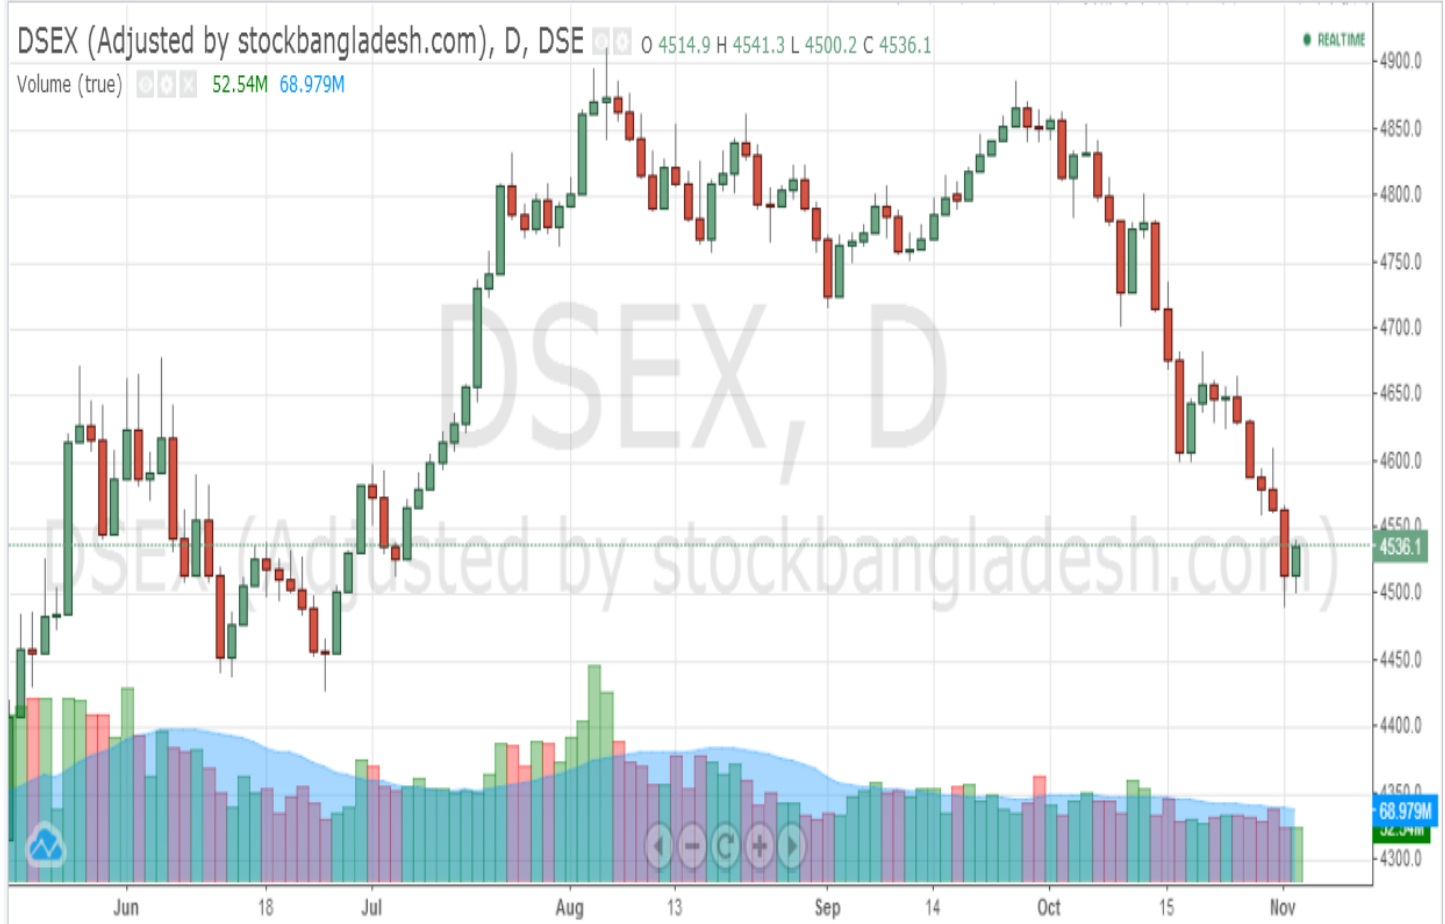 DSEX (Adjusted by stockbangladesh.com), D, DSE O 4514.9 H 4541.3 L 4500.2 C 4536.1
REALTIME
Volume (true) 52.54M 68.979M
4900.0
4850.0
4800.0
4750.0
4700.0
4650.0
4600.0
4550.0
4536.1
4500.0
4450.0
4400.0
4350.0
68.979M
52.54M
4300.0
DSEX, D
DSEX (Adjusted by stockbangladesh.com)
Jun 18 Jul Aug 13 Sep 14 Oct 15 Nov